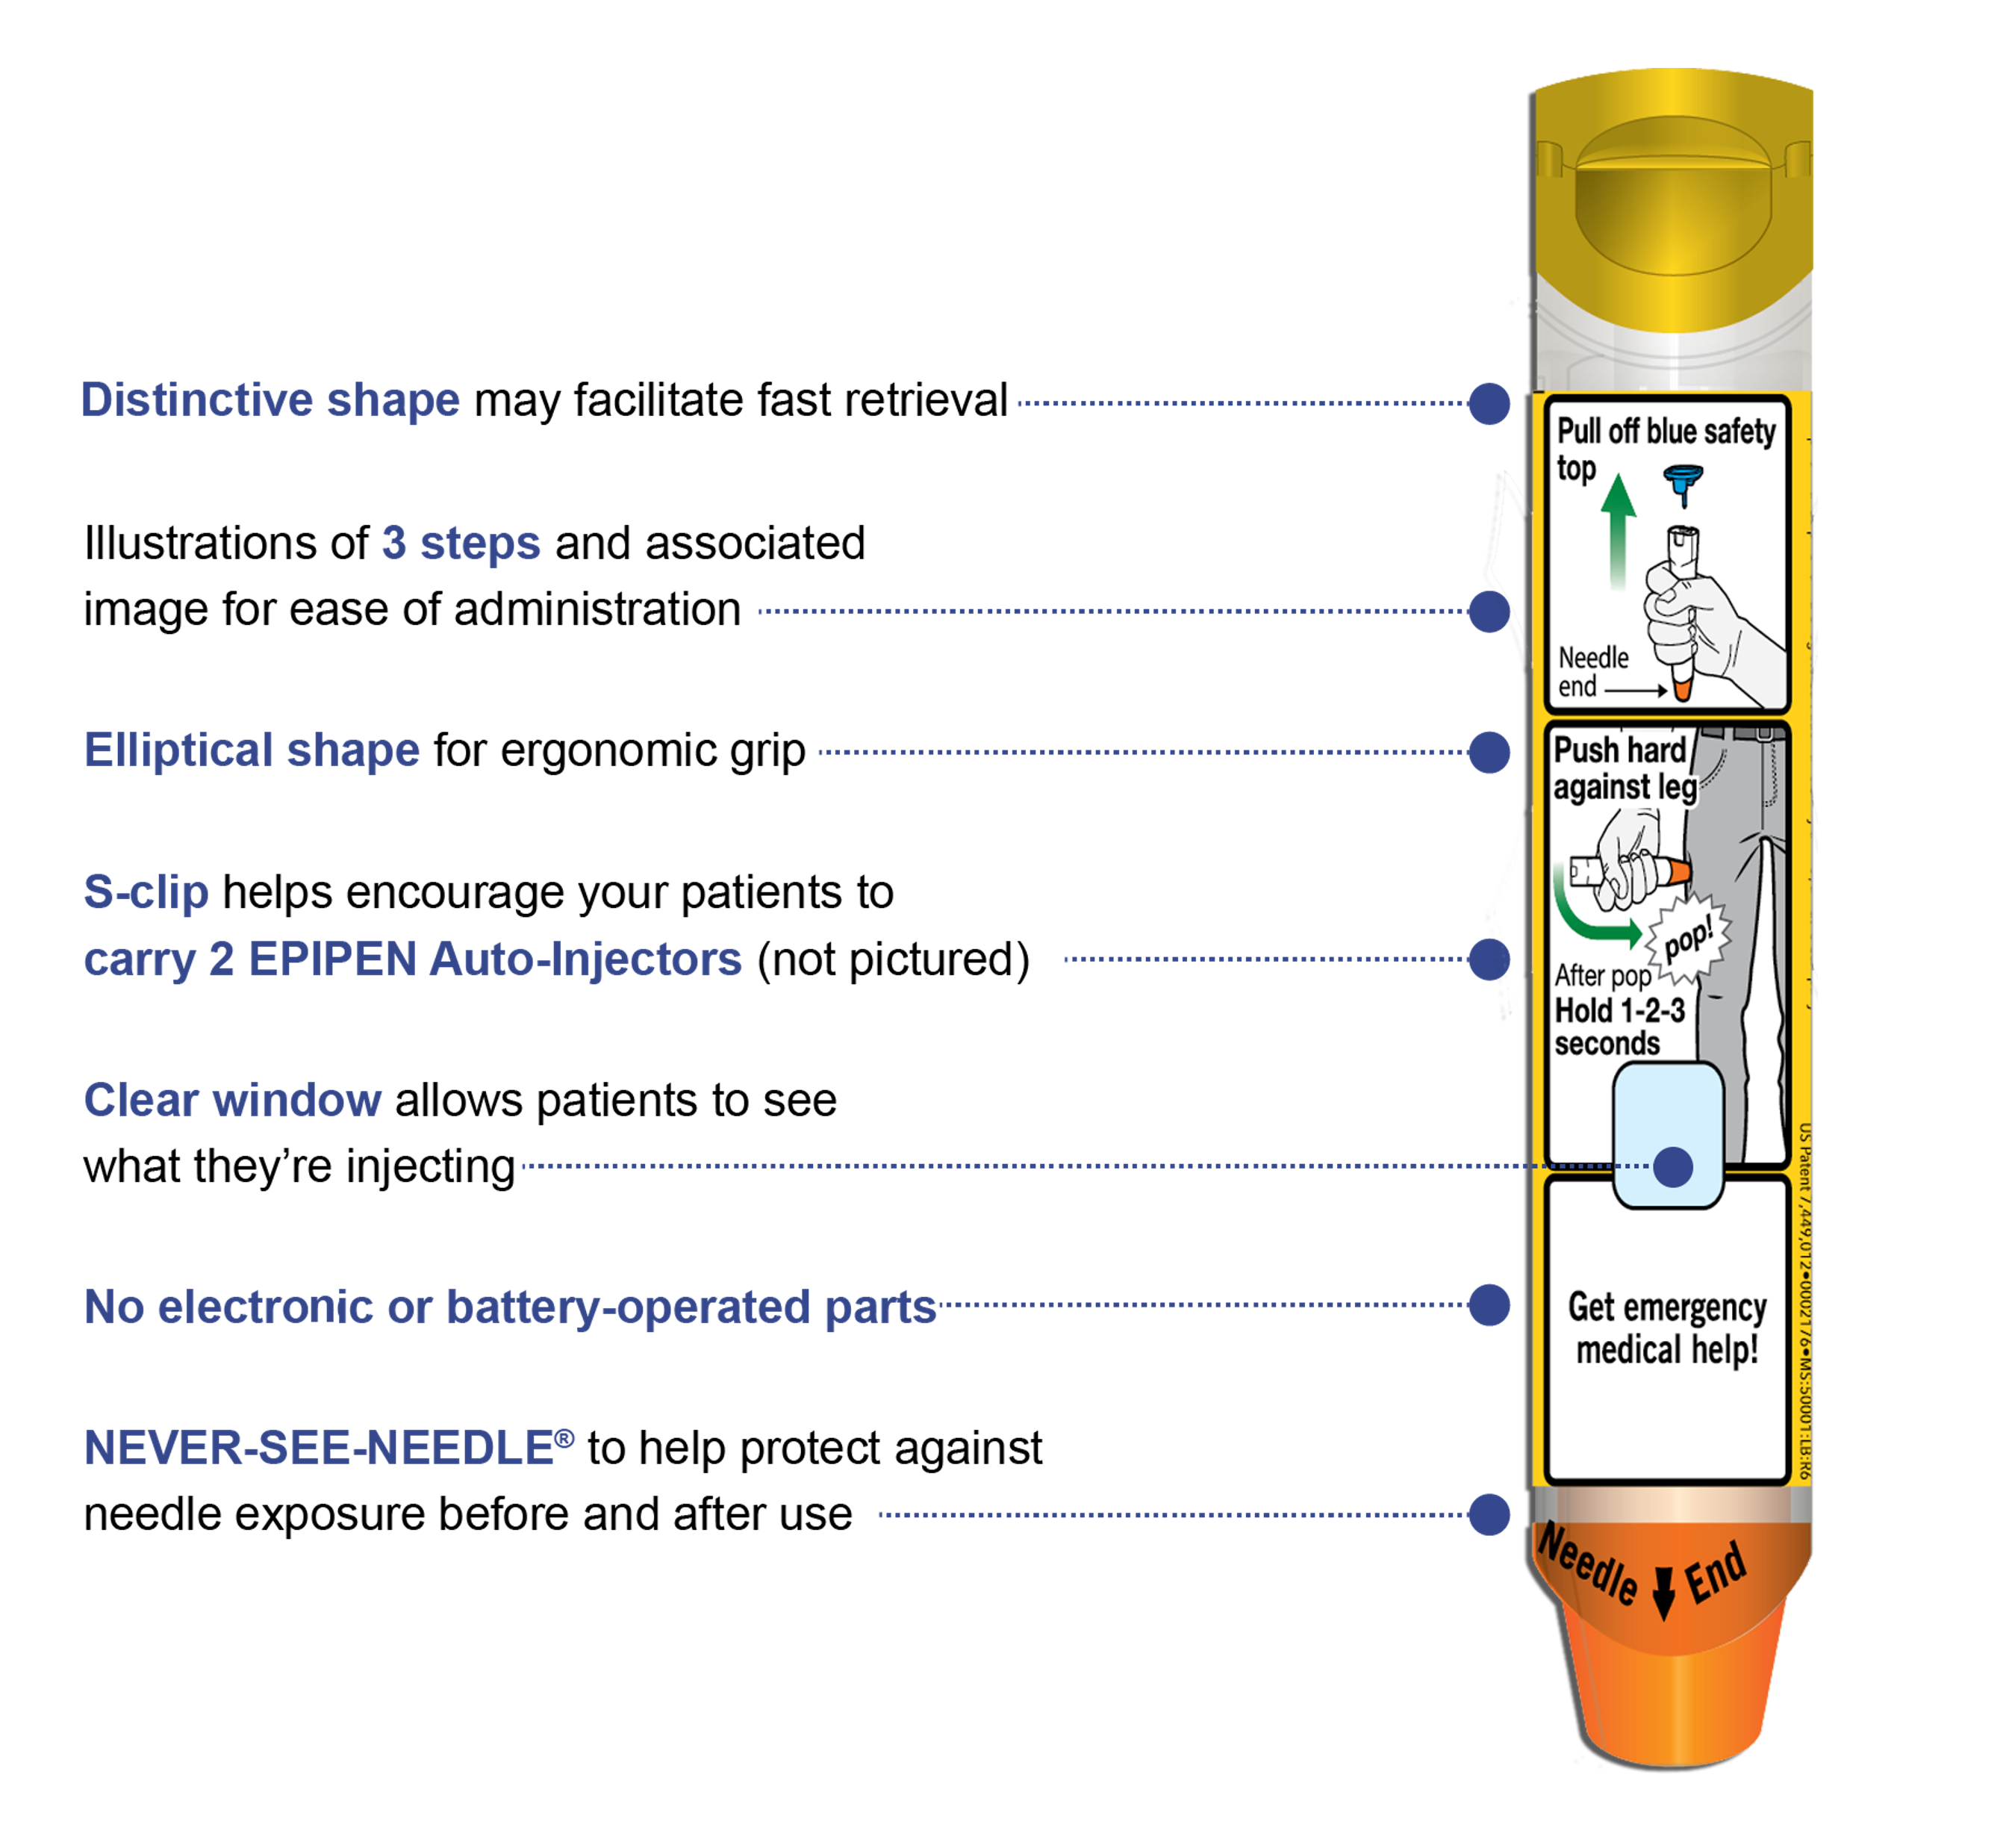 Distinctive shape may facilitate fast retrieval
Illustrations of 3 steps and associated
image for ease of administration
Elliptical shape for ergonomic grip
S-clip helps encourage your patients to
carry 2 EPIPEN Auto-Injectors (not pictured)
Clear window allows patients to see
what they're injecting
No electronic or battery-operated parts
NEVER-SEE-NEEDLE® to help protect against
needle exposure before and after use
Pull off blue safety
top
Needle
end
Push hard
against leg
pop!
After pop
Hold 1-2-3
seconds
Get emergency
medical help!
US Patent 7,449,012•0002176•MS:50001:LB:R6
Needle End